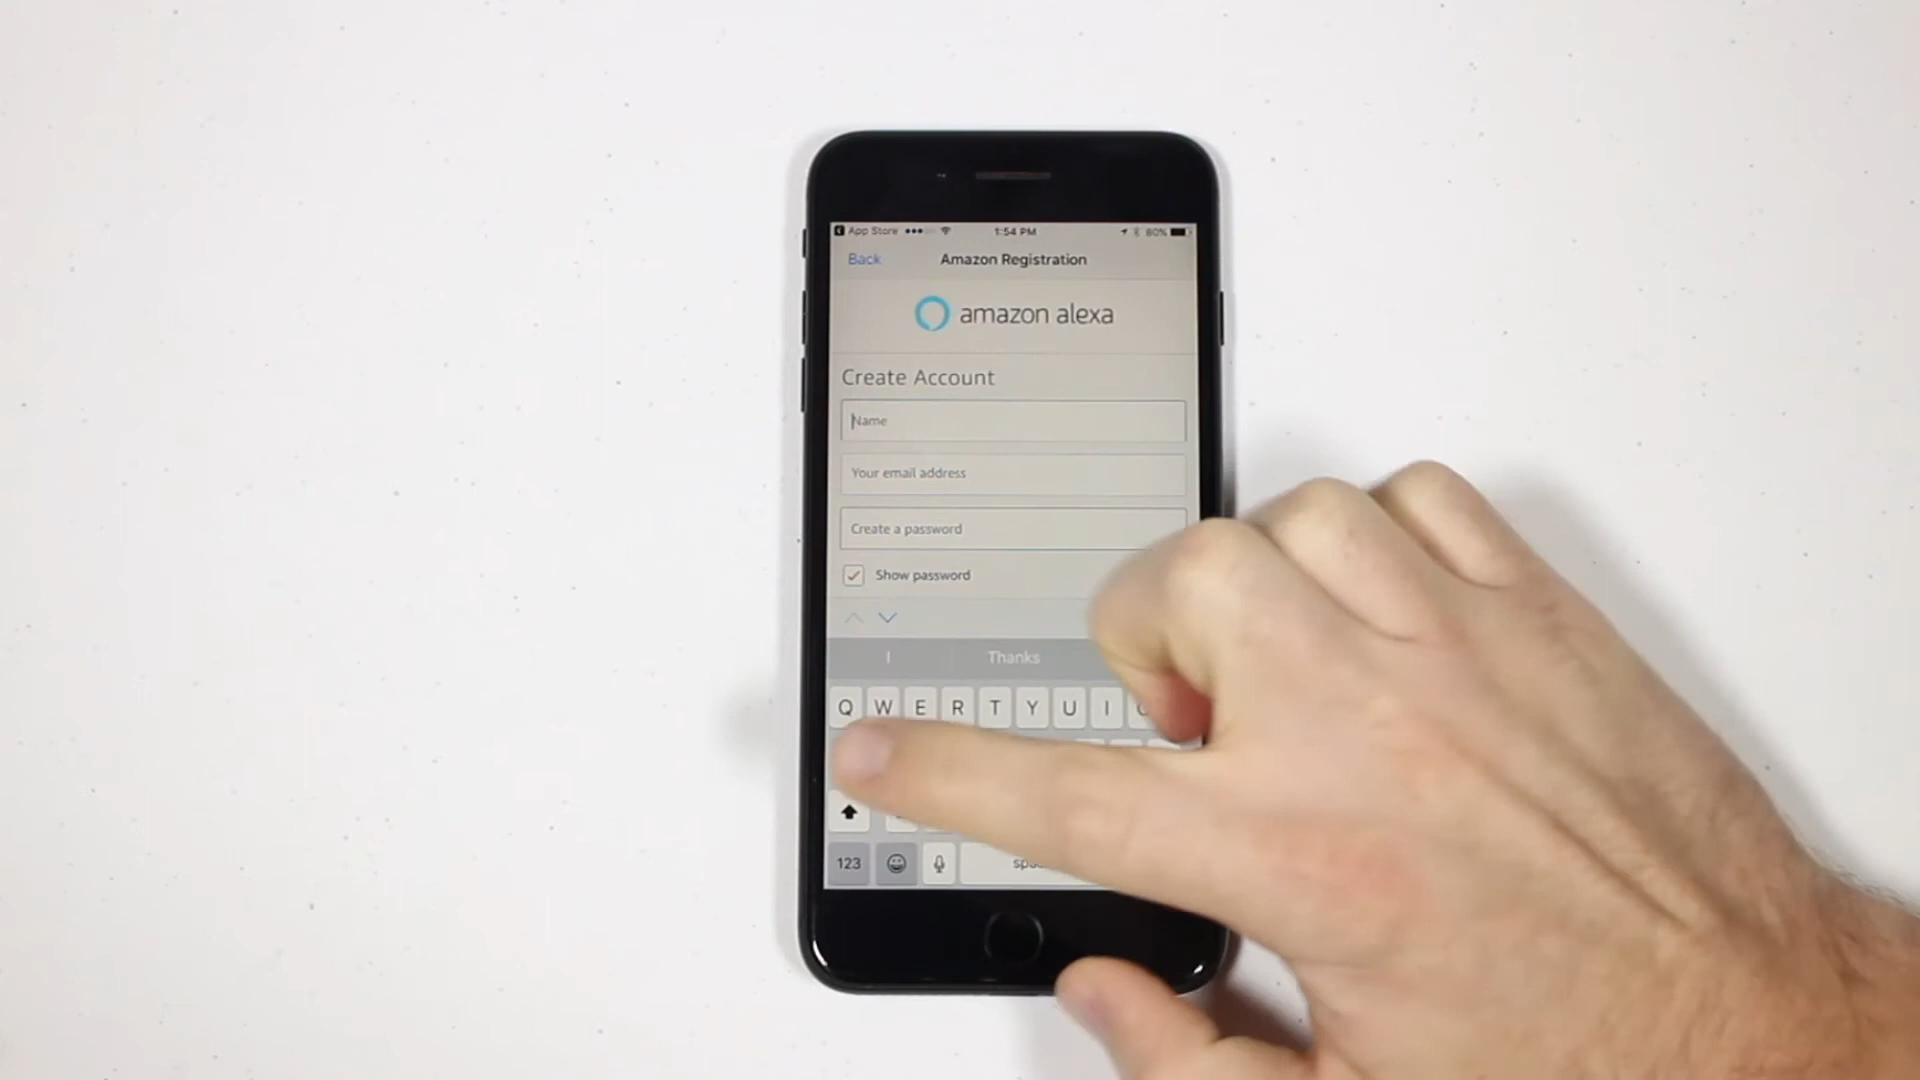 App Store 1:54 PM 80%
Back Amazon Registration
amazon alexa
Create Account
Name
Your email address
Create a password
Show password
I Thanks
Q W E R T Y U I
123